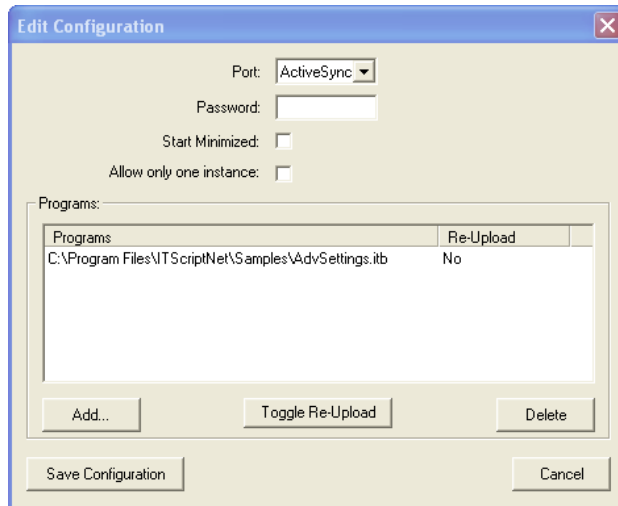 Edit Configuration
Port: ActiveSync
Password:
Start Minimized:
Allow only one instance:
Programs:
Programs Re-Upload
C:\Program Files\ITScriptNet\Samples\AdvSettings.itb No
Add... Toggle Re-Upload Delete
Save Configuration Cancel